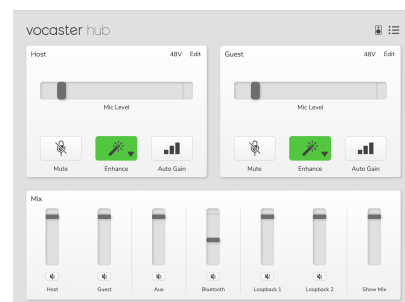 vocaster hub
Host 48V Edit
Guest 48V Edit
Mic Level
Mic Level
Mute Enhance Auto Gain
Mute Enhance Auto Gain
Mix
Host Guest Aux Bluetooth Loopback 1 Loopback 2 Show Mix